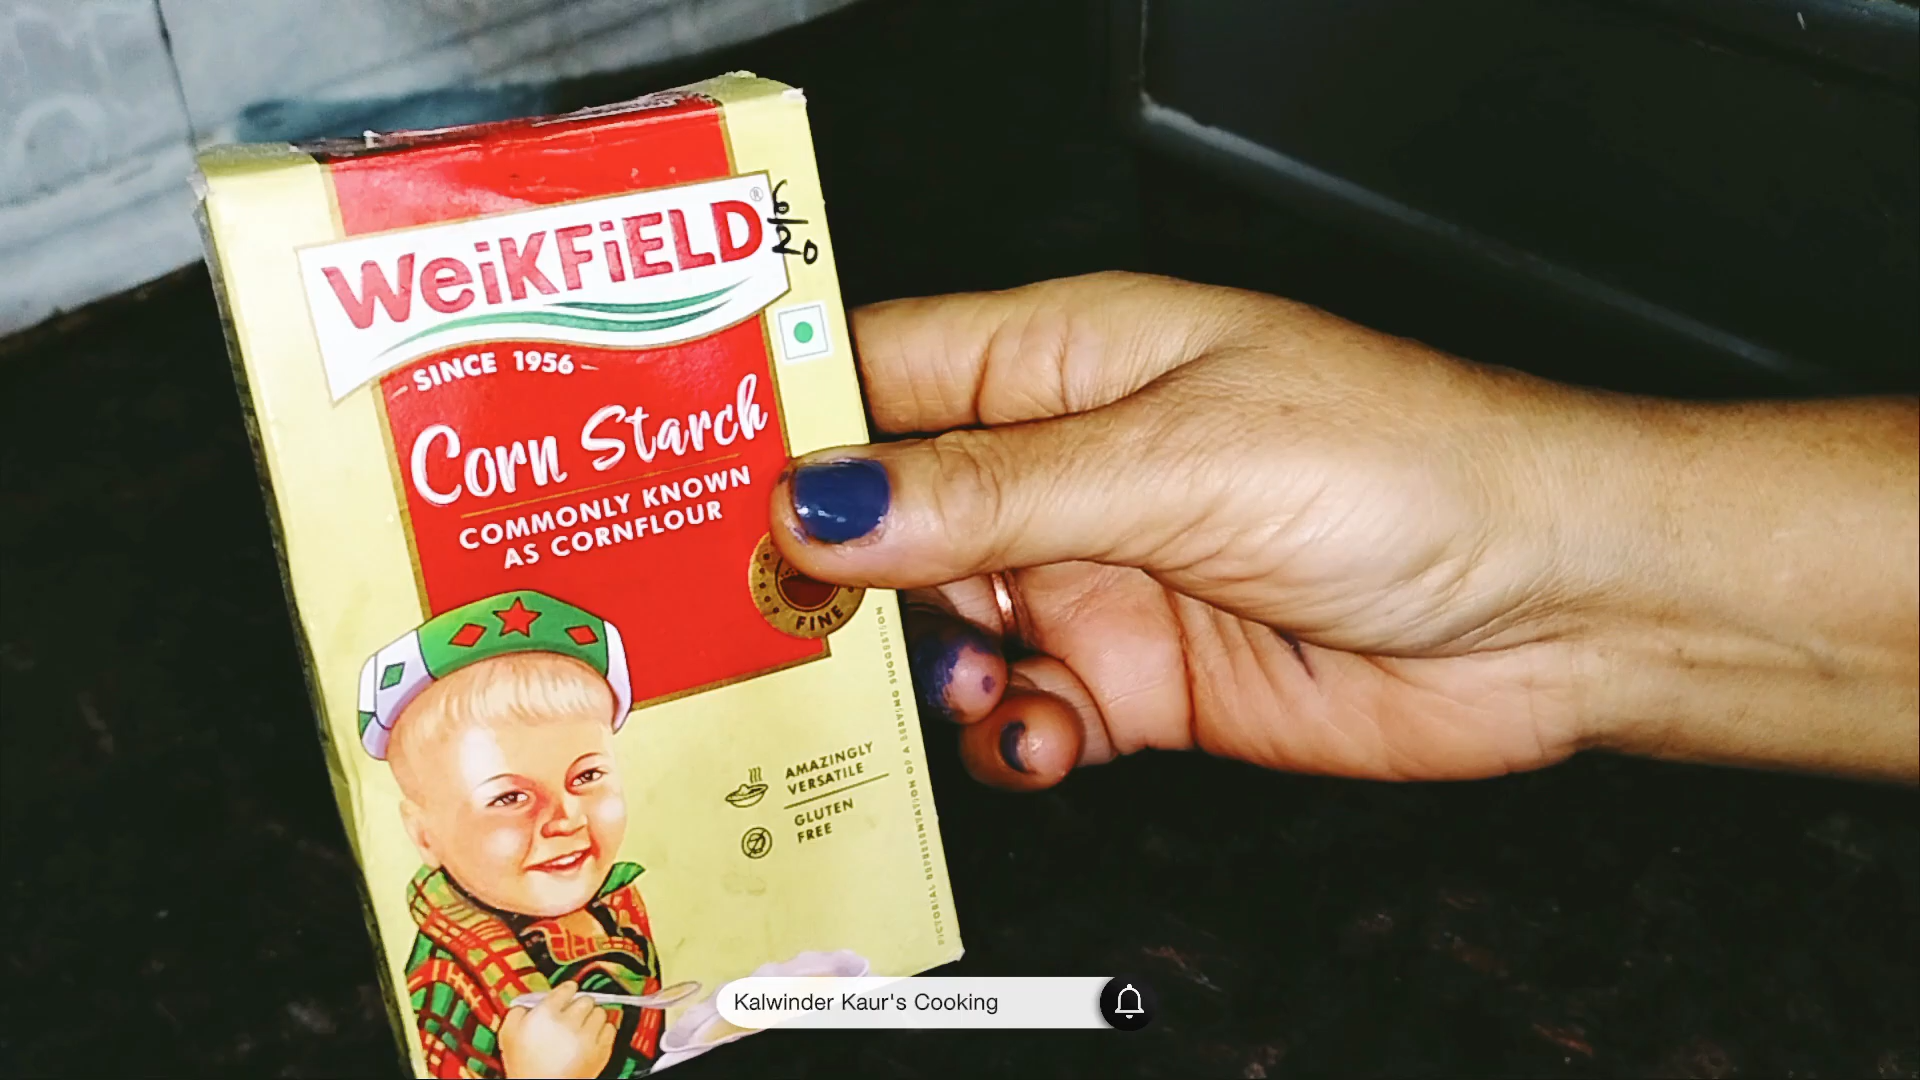 WeiKFiELD®
6/20
SINCE 1956
Corn Starch
COMMONLY KNOWN
AS CORNFLOUR
FINE
AMAZINGLY
VERSATILE
GLUTEN
FREE
PICTORIAL REPRESENTATION OF A SERVING SUGGESTION
Kalwinder Kaur's Cooking